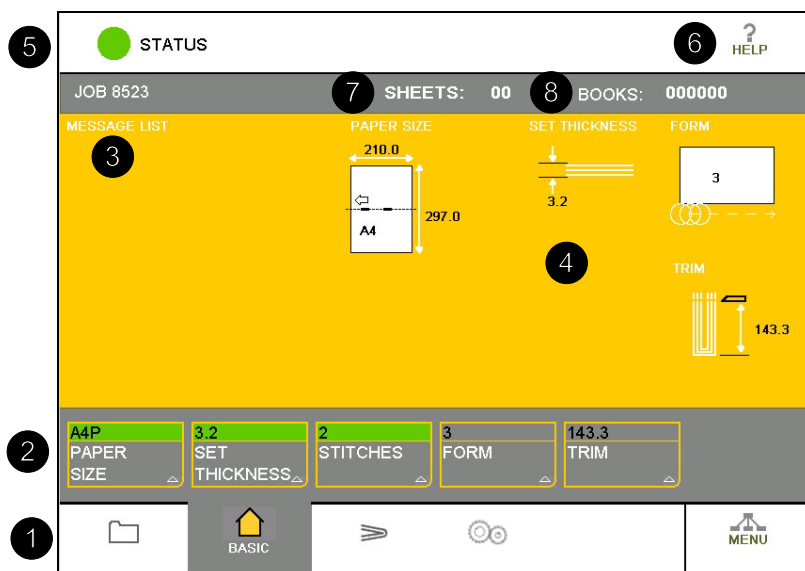 5
STATUS
6
?
HELP
JOB 8523
7
SHEETS: 00
8
BOOKS: 000000
MESSAGE LIST
PAPER SIZE
SET THICKNESS
FORM
3
210.0
297.0
A4
3.2
3
4
TRIM
143.3
2
A4P
PAPER
SIZE
3.2
SET
THICKNESS
2
STITCHES
3
FORM
143.3
TRIM
1
BASIC
MENU